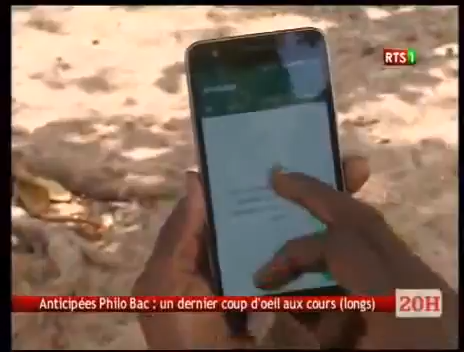 RTS1
Anticipées Philo Bac : un dernier coup d'oeil aux cours (longs)
20H